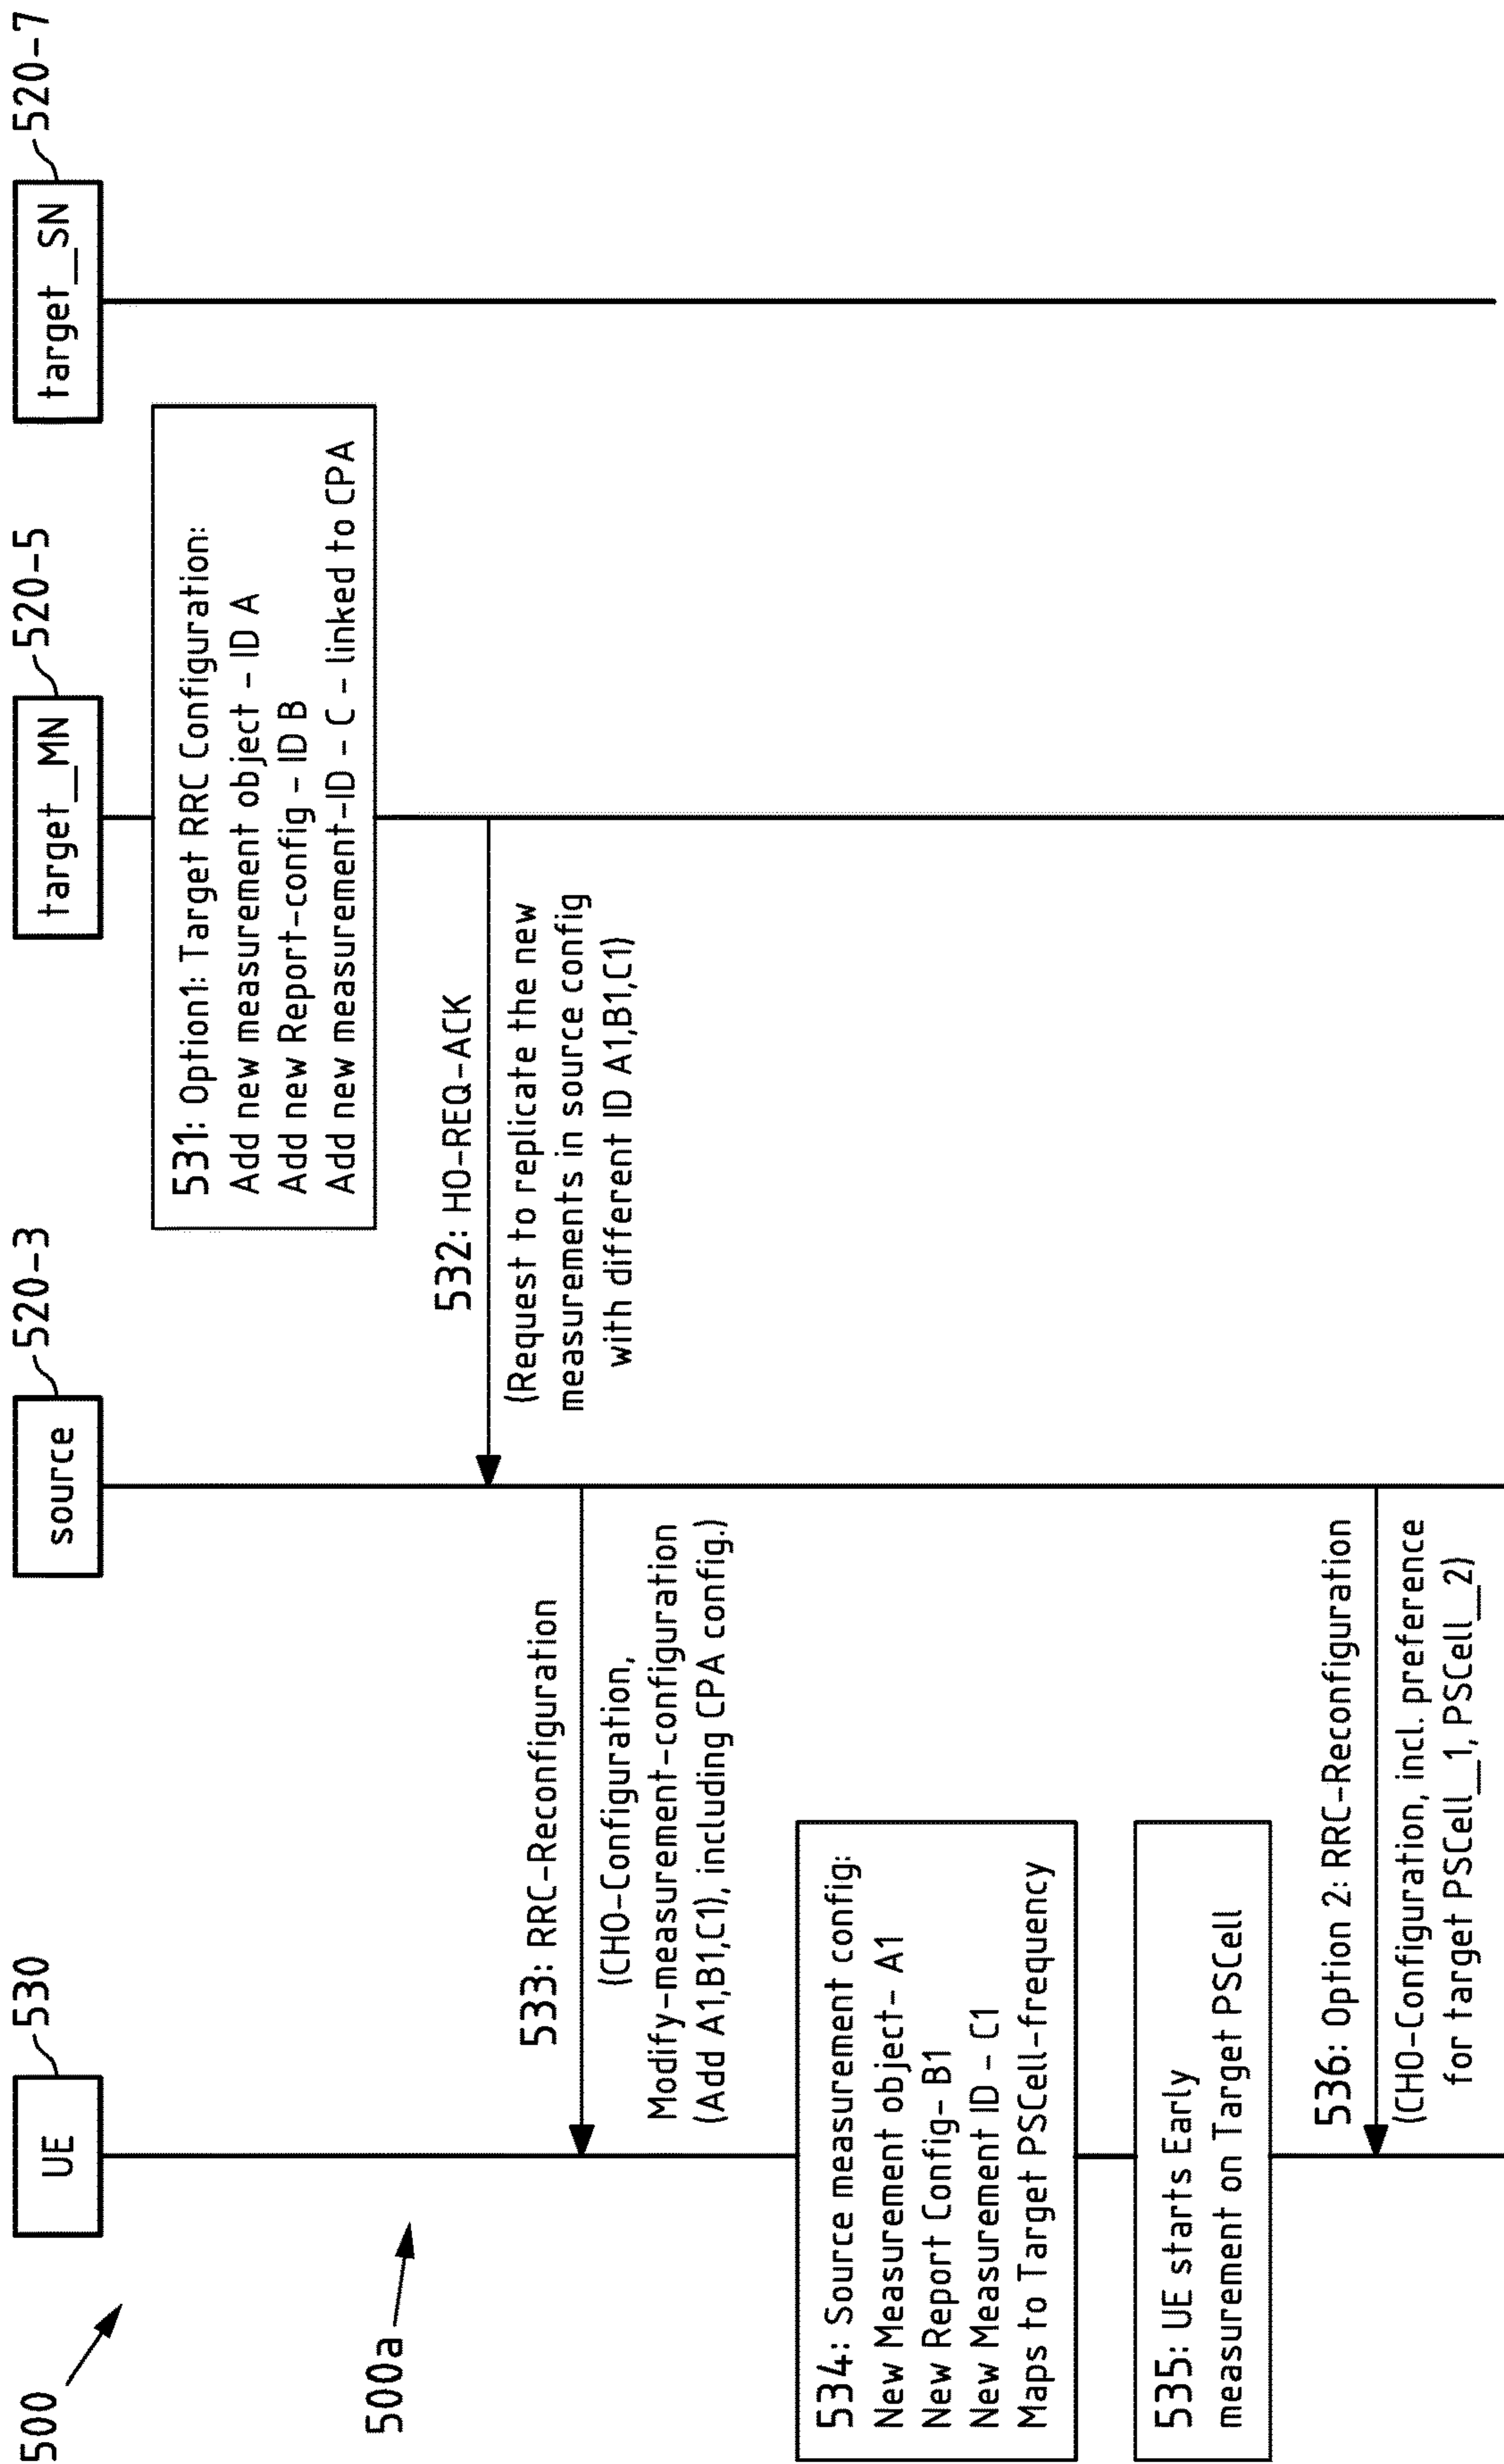 500
UE
530
source
520-3
target_MN
520-5
target_SN
520-7
500a
531: Option1: Target RRC Configuration:
Add new measurement object - ID A
Add new Report-config - ID B
Add new measurement-ID - C - linked to CPA
532: HO-REQ-ACK
(Request to replicate the new
measurements in source config
with different ID A1,B1,C1)
533: RRC-Reconfiguration
(CHO-Configuration,
Modify-measurement-configuration
(Add A1,B1,C1), including CPA config.)
534: Source measurement config:
New Measurement object- A1
New Report Config- B1
New Measurement ID - C1
Maps to Target PSCell-frequency
535: UE starts Early
measurement on Target PSCell
536: Option 2: RRC-Reconfiguration
(CHO-Configuration, incl. preference
for target PSCell_1, PSCell_2)